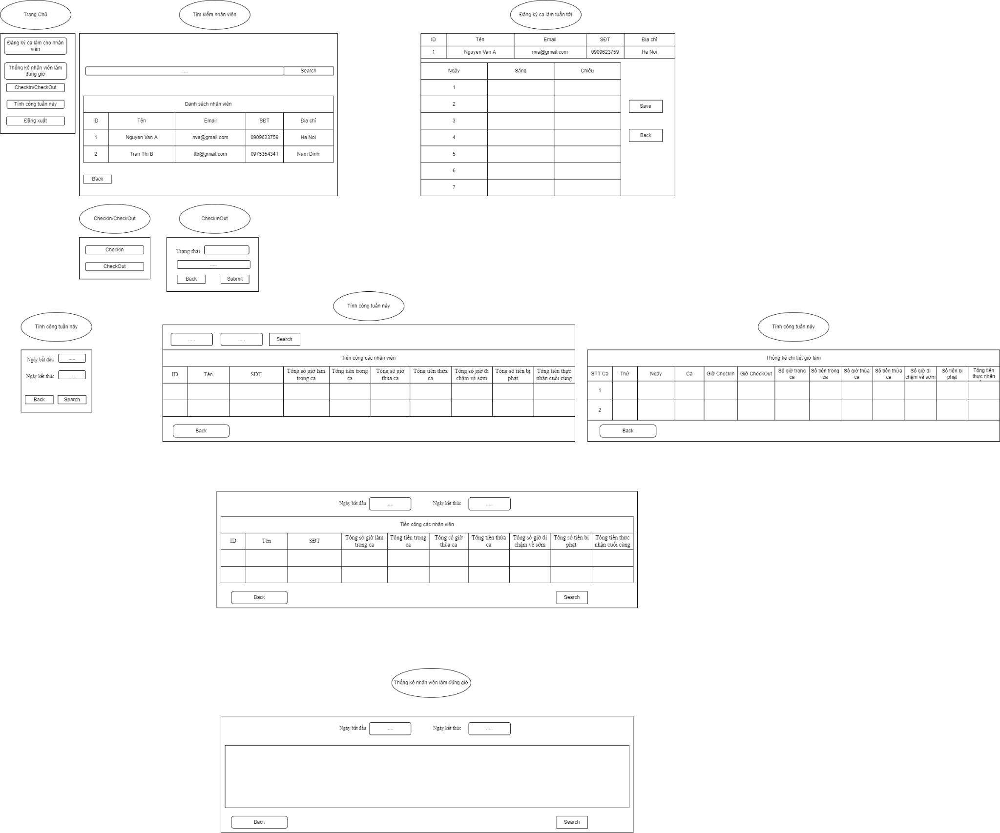 Trang Chủ
Đăng ký ca làm cho nhân
viên
Thống kê nhân viên làm
đúng giờ
CheckIn/CheckOut
Tính công tuần này
Đăng xuất
Tìm kiếm nhân viên
..... Search
Danh sách nhân viên
ID Tên Email SĐT Địa chỉ
1 Nguyen Van A nva@gmail.com 0909623759 Ha Noi
2 Tran Thi B ttb@gmail.com 0975354341 Nam Dinh
Back
Đăng ký ca làm tuần tới
ID Tên Email SĐT Địa chỉ
1 Nguyen Van A nva@gmail.com 0909623759 Ha Noi
Ngày Sáng Chiều
1
2
3
4
5
6
7
Save
Back
CheckIn/CheckOut
CheckIn
CheckOut
CheckInOut
Trạng thái
.....
Back Submit
Tính công tuần này
Ngày bắt đầu .....
Ngày kết thúc .....
Back Search
Tính công tuần này
..... ..... Search
Tiền công các nhân viên
ID Tên SĐT Tổng số giờ làm Tổng tiền trong Tổng số giờ Tổng tiền thừa Tổng số giờ đi Tổng số tiền bị Tổng tiền thực
trong ca ca thừa ca ca chậm về sớm phạt nhận cuối cùng
Back
Tính công tuần này
Thống kê chi tiết giờ làm
STT Ca Thứ Ngày Ca Giờ CheckIn Giờ CheckOut Số giờ trong Số tiền trong Số giờ thừa Số tiền thừa Số giờ đi Số tiền bị Tổng tiền
ca ca ca ca chậm về sớm phạt thực nhận
1
2
Back
Ngày bắt đầu ..... Ngày kết thúc .....
Tiền công các nhân viên
ID Tên SĐT Tổng số giờ làm Tổng tiền trong Tổng số giờ Tổng tiền thừa Tổng số giờ đi Tổng số tiền bị Tổng tiền thực
trong ca ca thừa ca ca chậm về sớm phạt nhận cuối cùng
Back Search
Thống kê nhân viên làm đúng giờ
Ngày bắt đầu ..... Ngày kết thúc .....
Back Search